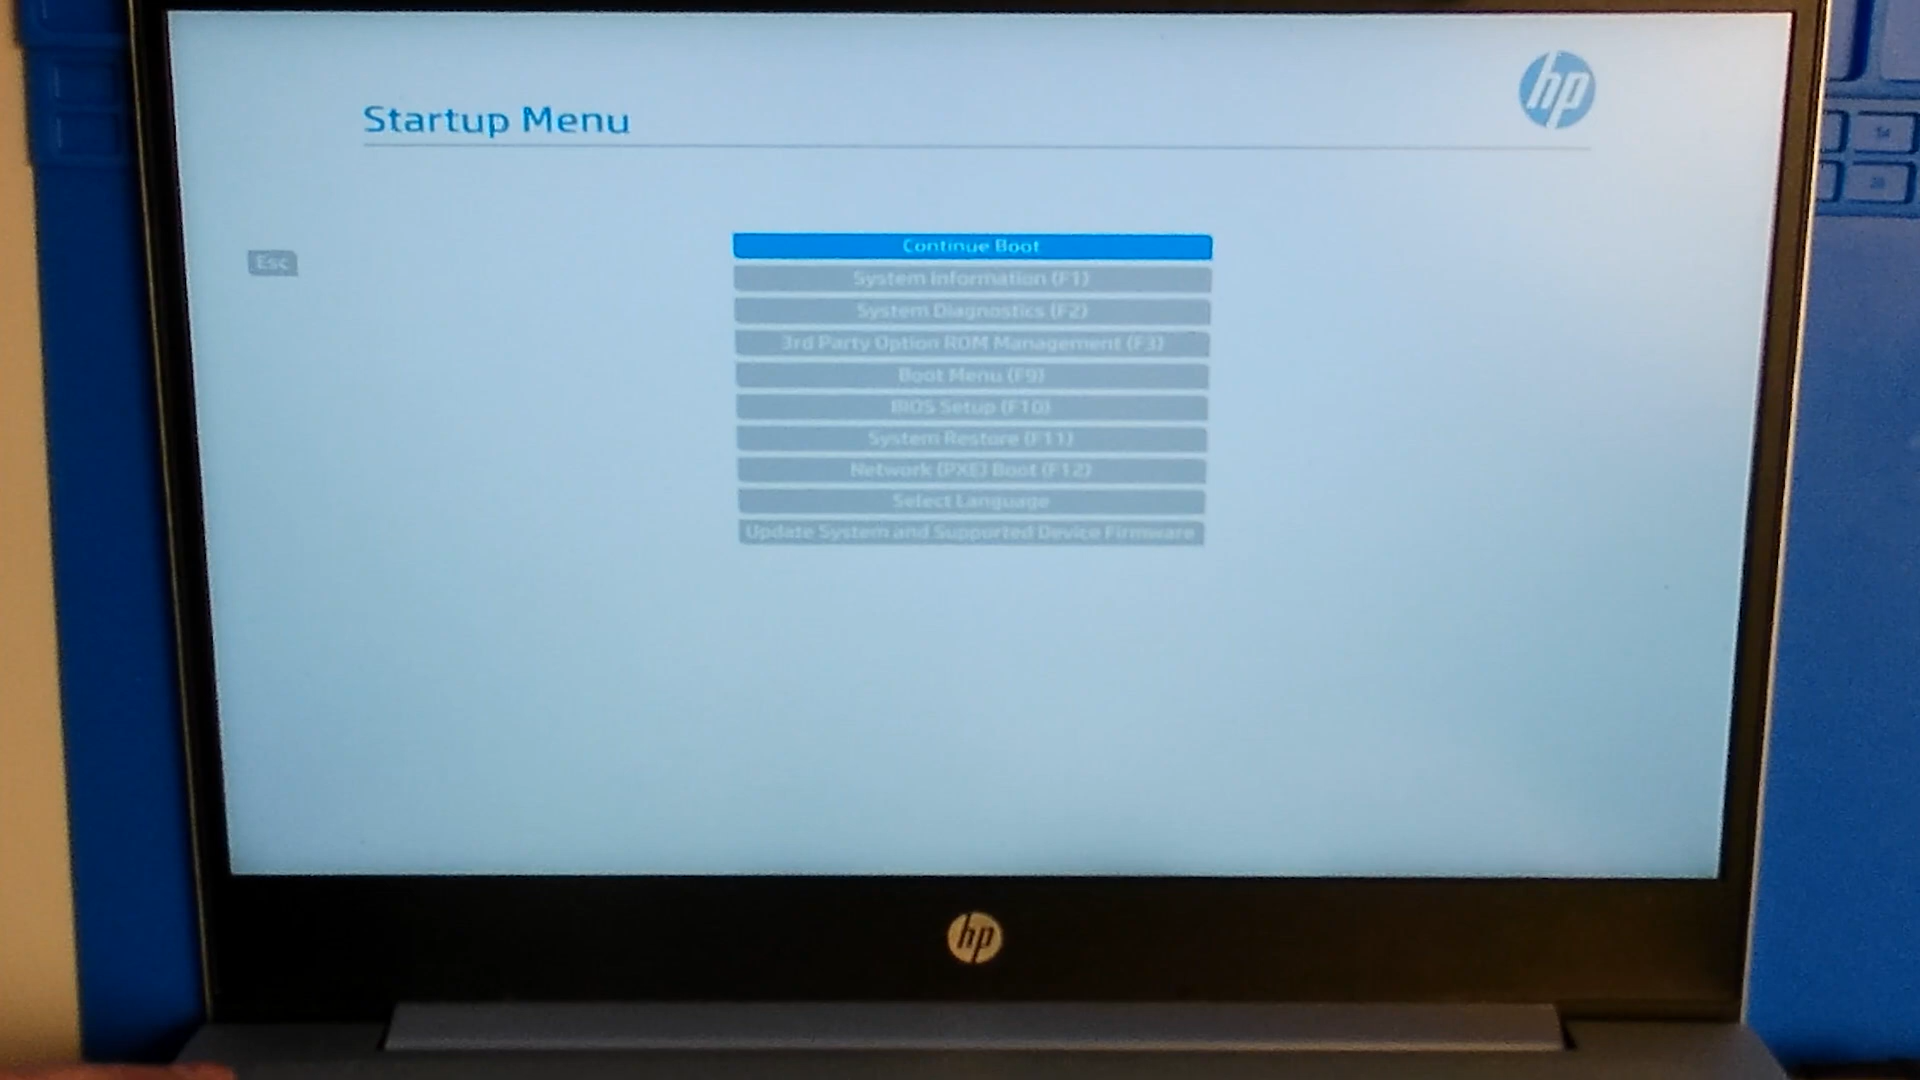 hp
Startup Menu
Esc
Continue Boot
System Information (F1)
System Diagnostics (F2)
3rd Party Option ROM Management (F3)
Boot Menu (F9)
BIOS Setup (F10)
System Restore (F11)
Network (PXE) Boot (F12)
Select Language
Update System and Supported Device Firmware
hp